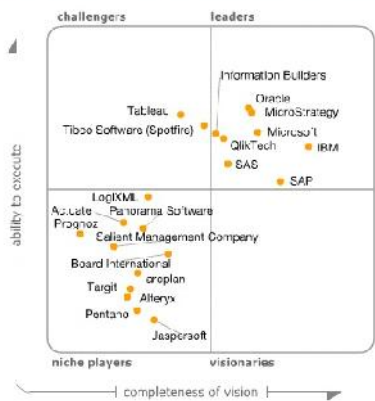 challengers
leaders
Information Builders
Oracle
Tableau
MicroStrategy
Tibco Software (Spotfire)
Microsoft
QlikTech
IBM
SAS
SAP
ability to execute
LogiXML
Actuate
Panorama Software
Prognoz
Salient Management Company
Board International
arcplan
Targit
Alteryx
Pentaho
Jaspersoft
niche players
visionaries
completeness of vision